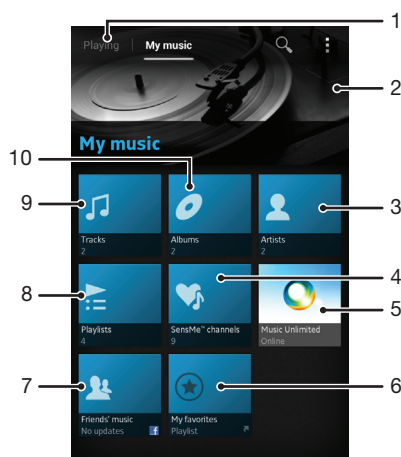 1
Playing My music
2
My music
10
9
Tracks
2
Albums
2
Artists
2
3
4
8
Playlists
4
SensMe™ channels
9
Music Unlimited
Online
5
7
Friends' music
No updates
f
My favorites
Playlist
6